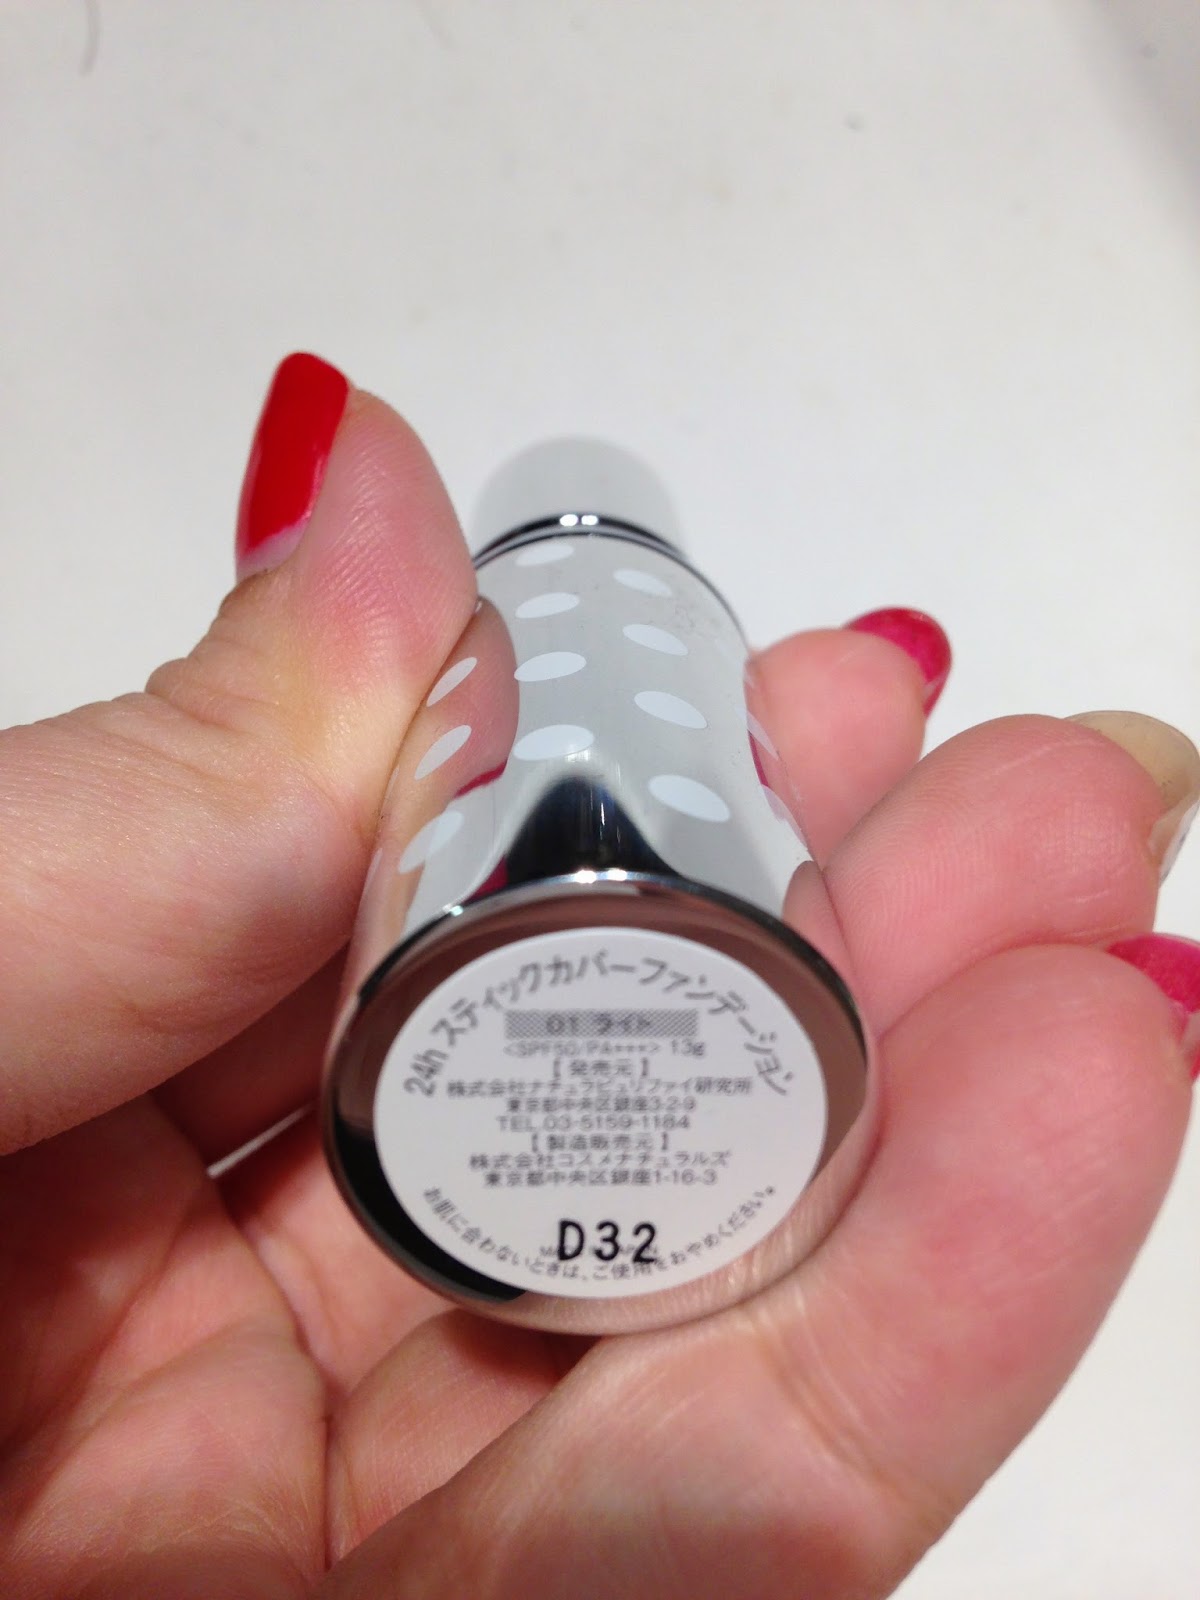 24h スティックカバーファンデーション
01 ライト
<SPF50/PA++++> 13g
【 発売元 】
株式会社ナチュラピュリファイ研究所
東京都中央区銀座3-2-9
TEL.03-5159-1184
【 製造販売元 】
株式会社コスメナチュラルズ
東京都中央区銀座1-16-3
D32
お肌に合わないときは、ご使用をおやめください。